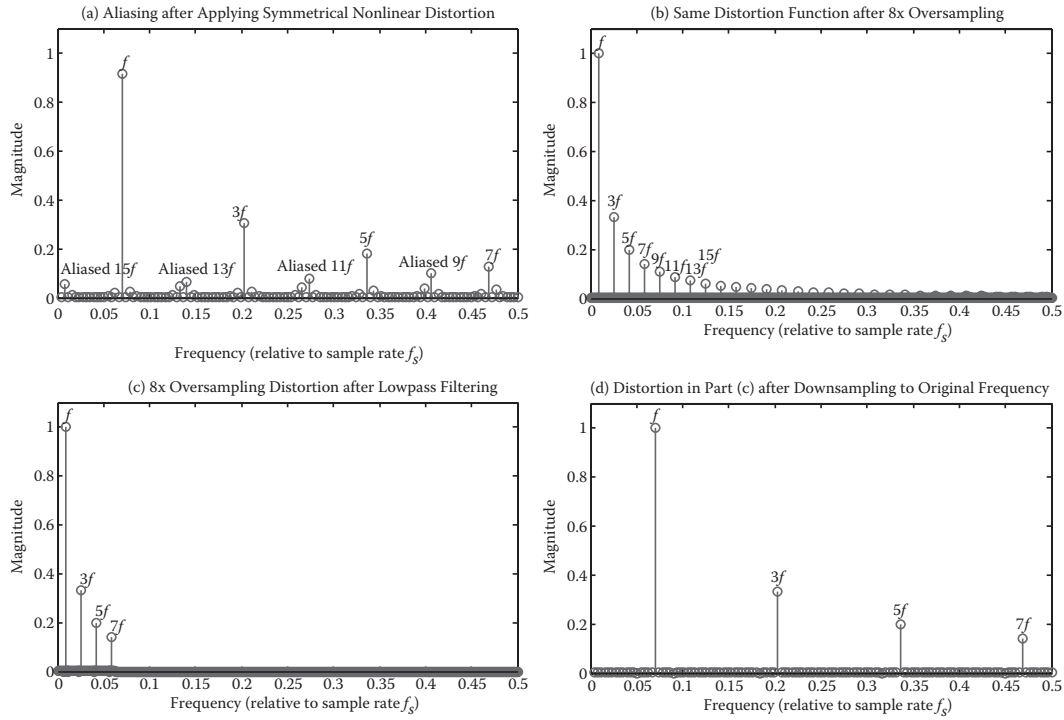 (a) Aliasing after Applying Symmetrical Nonlinear Distortion
1
0.8
0.6
0.4
0.2
0
Magnitude
f
3f
5f
7f
Aliased 15f
Aliased 13f
Aliased 11f
Aliased 9f
0 0.05 0.1 0.15 0.2 0.25 0.3 0.35 0.4 0.45 0.5
Frequency (relative to sample rate fs)
(b) Same Distortion Function after 8x Oversampling
1
0.8
0.6
0.4
0.2
0
Magnitude
f
3f
5f
7f
9f
11f
13f
15f
0 0.05 0.1 0.15 0.2 0.25 0.3 0.35 0.4 0.45 0.5
Frequency (relative to sample rate fs)
(c) 8x Oversampling Distortion after Lowpass Filtering
1
0.8
0.6
0.4
0.2
0
Magnitude
f
3f
5f
7f
0 0.05 0.1 0.15 0.2 0.25 0.3 0.35 0.4 0.45 0.5
Frequency (relative to sample rate fs)
(d) Distortion in Part (c) after Downsampling to Original Frequency
1
0.8
0.6
0.4
0.2
0
Magnitude
f
3f
5f
7f
0 0.05 0.1 0.15 0.2 0.25 0.3 0.35 0.4 0.45 0.5
Frequency (relative to sample rate fs)